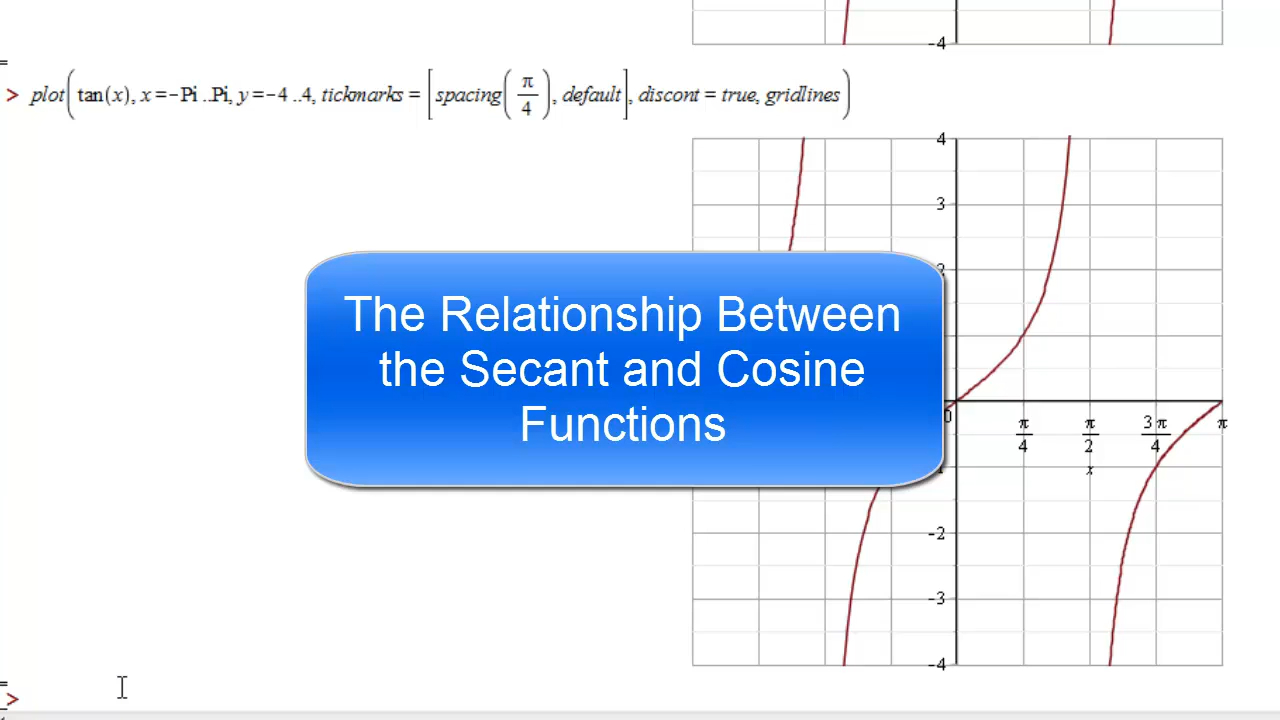 -4
> plot(tan(x), x=-Pi ..Pi, y=-4 ..4, tickmarks = [spacing(π/4), default], discont = true, gridlines)
4
3
The Relationship Between
the Secant and Cosine
Functions
0
π/4 π/2 3π/4 π
x
-2
-3
-4
>